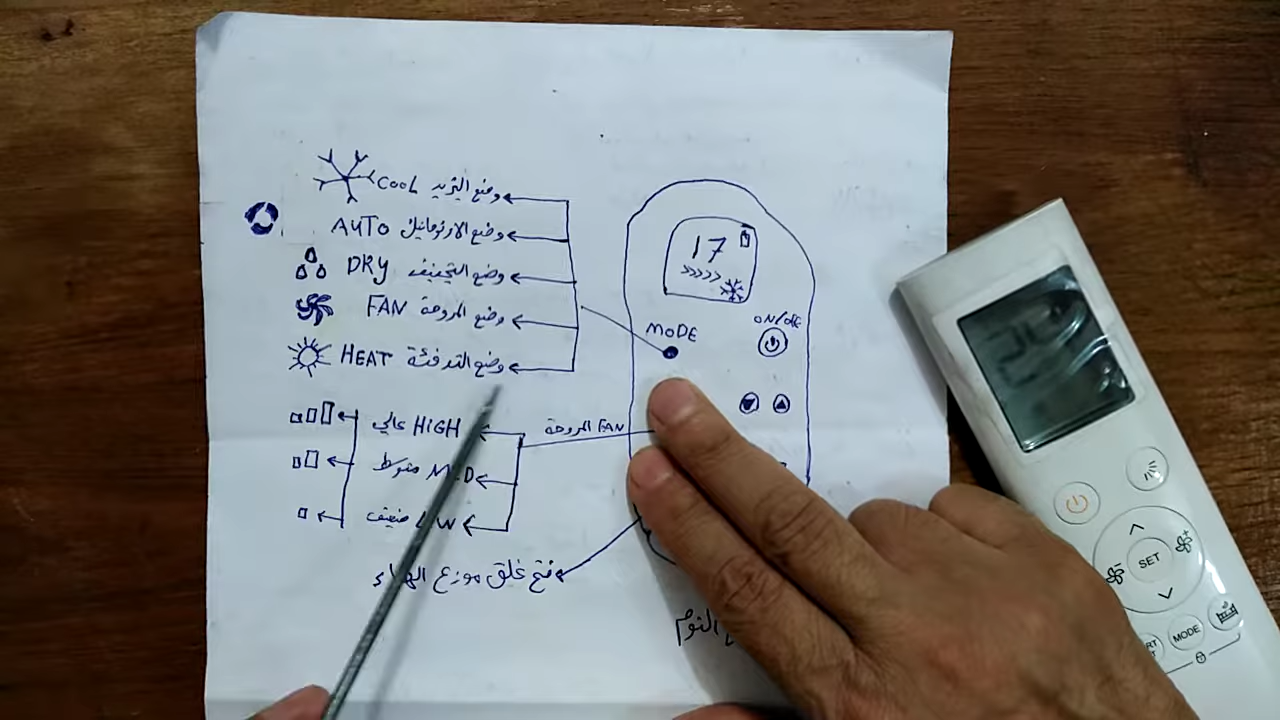 COOL وضع التبريد
AUTO وضع الاوتوماتيك
DRY وضع التجفيف
FAN وضع المروحة
HEAT وضع التدفئة
HIGH عالي
متوسط
ضعيف
المروحة FAN
فتح غلق موزع الهواء
17
MODE
ON/OFF
النوم
SET
MODE